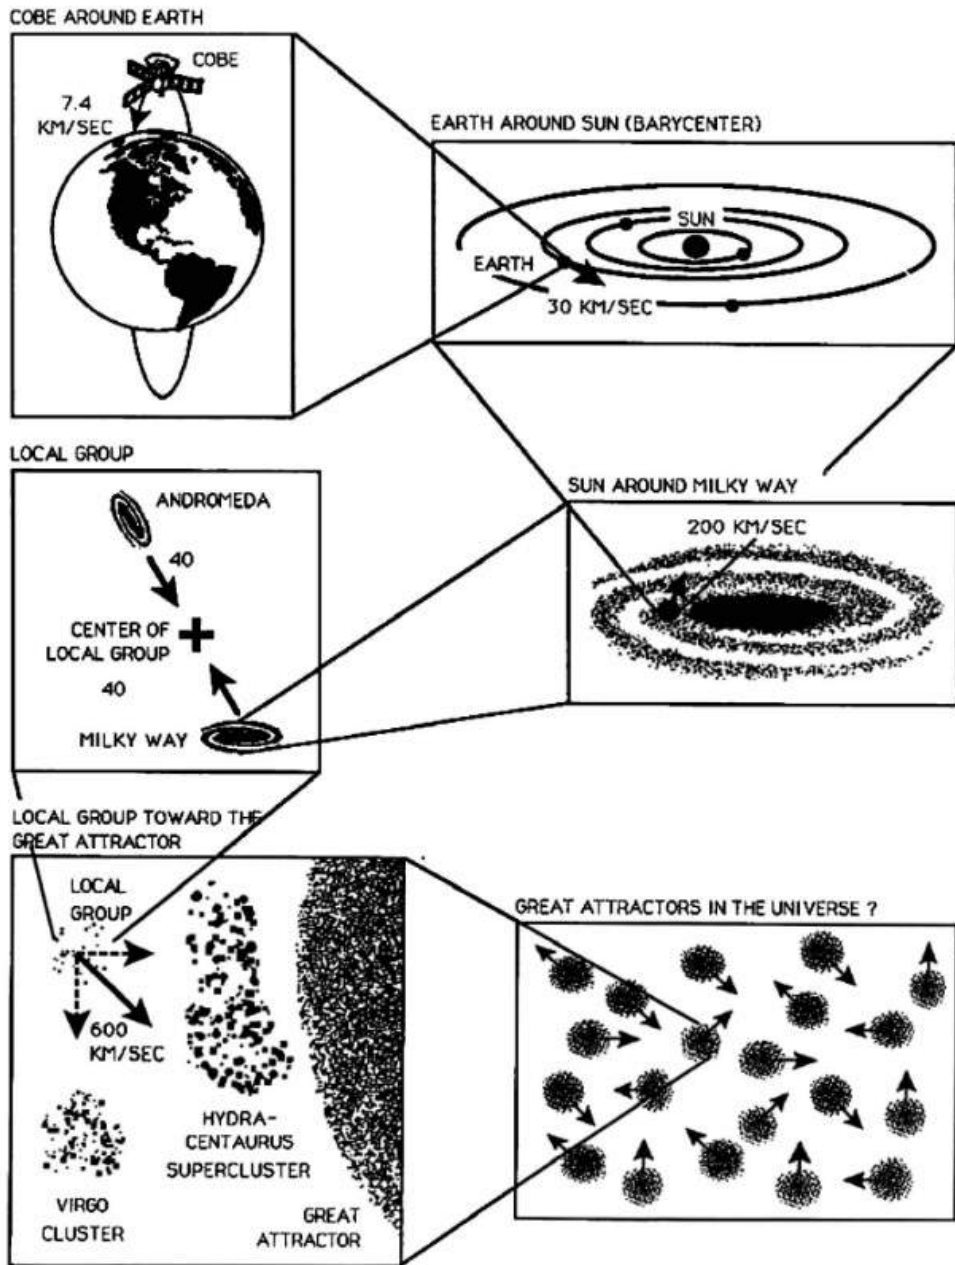 COBE AROUND EARTH
COBE
7.4
KM/SEC
EARTH AROUND SUN (BARYCENTER)
SUN
EARTH
30 KM/SEC
LOCAL GROUP
ANDROMEDA
40
CENTER OF
LOCAL GROUP
40
MILKY WAY
SUN AROUND MILKY WAY
200 KM/SEC
LOCAL GROUP TOWARD THE
GREAT ATTRACTOR
LOCAL
GROUP
600
KM/SEC
HYDRA-
CENTAURUS
SUPERCLUSTER
VIRGO
CLUSTER
GREAT
ATTRACTOR
GREAT ATTRACTORS IN THE UNIVERSE ?